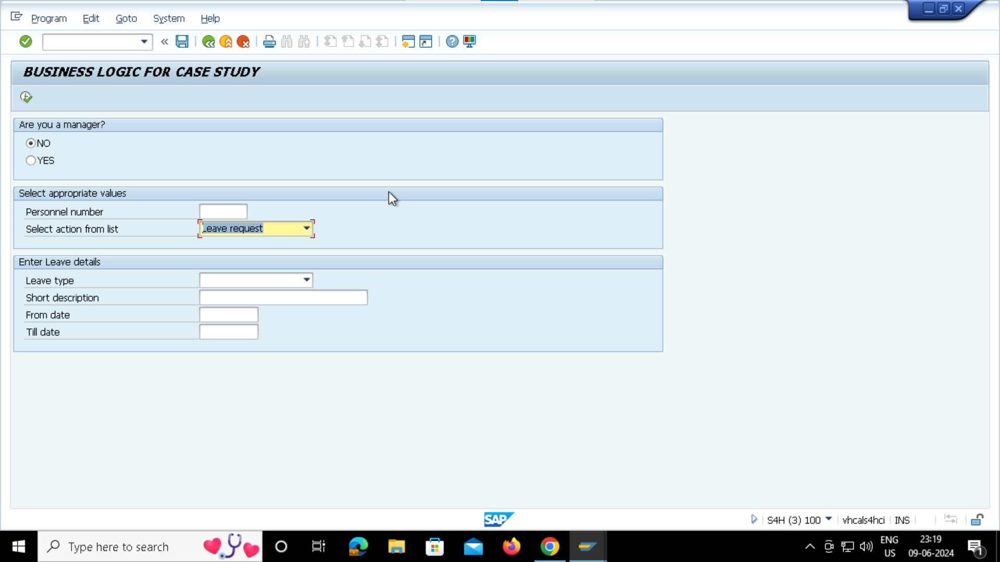 Program Edit Goto System Help
BUSINESS LOGIC FOR CASE STUDY
Are you a manager?
NO
YES
Select appropriate values
Personnel number
Select action from list Leave request
Enter Leave details
Leave type
Short description
From date
Till date
SAP
S4H (3) 100 vhcals4hci INS
Type here to search
ENG
US
23:19
09-06-2024
1